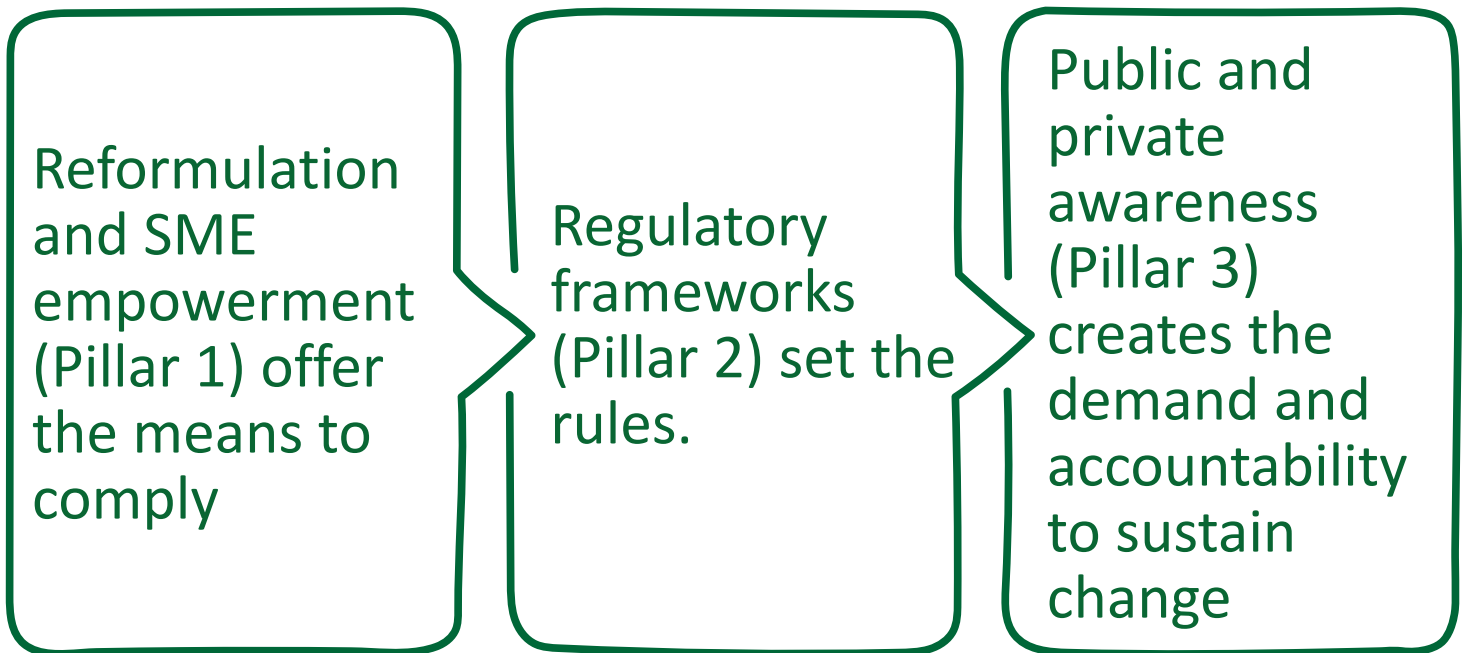 Reformulation
and SME
empowerment
(Pillar 1) offer
the means to
comply
Regulatory
frameworks
(Pillar 2) set the
rules.
Public and
private
awareness
(Pillar 3)
creates the
demand and
accountability
to sustain
change